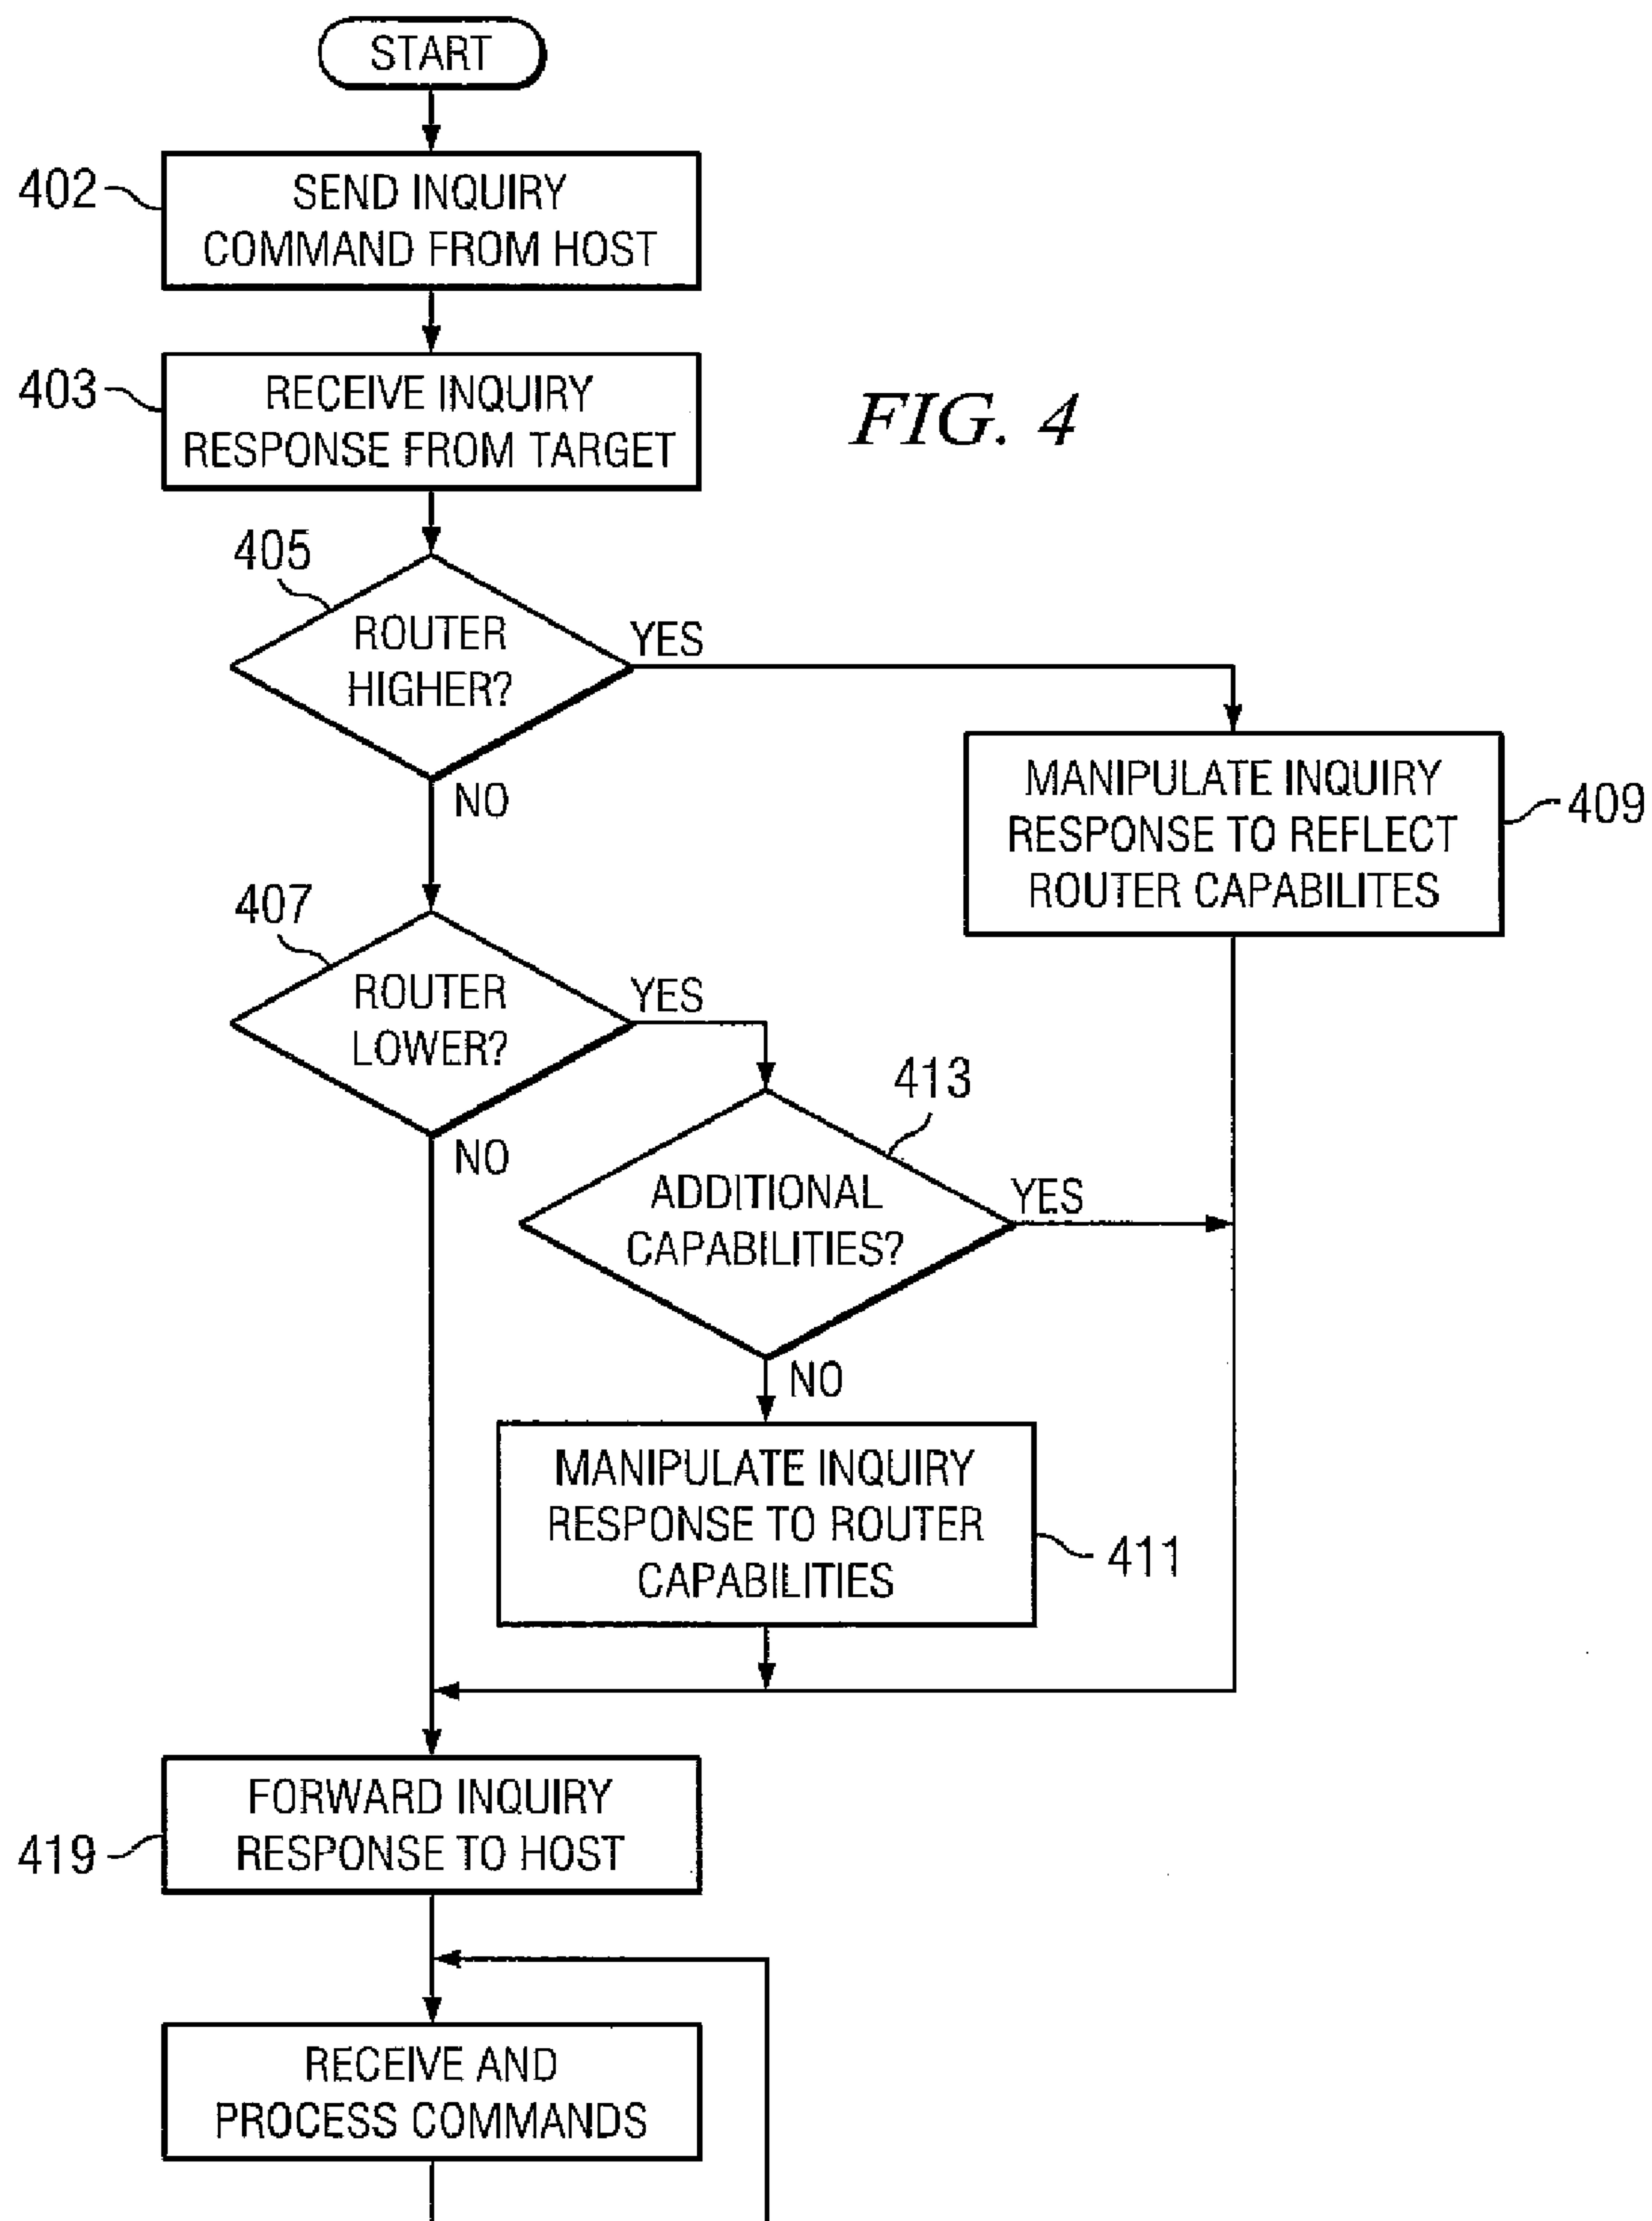 START
402
SEND INQUIRY
COMMAND FROM HOST
403
RECEIVE INQUIRY
RESPONSE FROM TARGET
FIG. 4
405
ROUTER
HIGHER?
YES
NO
MANIPULATE INQUIRY
RESPONSE TO REFLECT
ROUTER CAPABILITES
409
407
ROUTER
LOWER?
YES
NO
413
ADDITIONAL
CAPABILITIES?
YES
NO
MANIPULATE INQUIRY
RESPONSE TO ROUTER
CAPABILITIES
411
FORWARD INQUIRY
RESPONSE TO HOST
419
RECEIVE AND
PROCESS COMMANDS